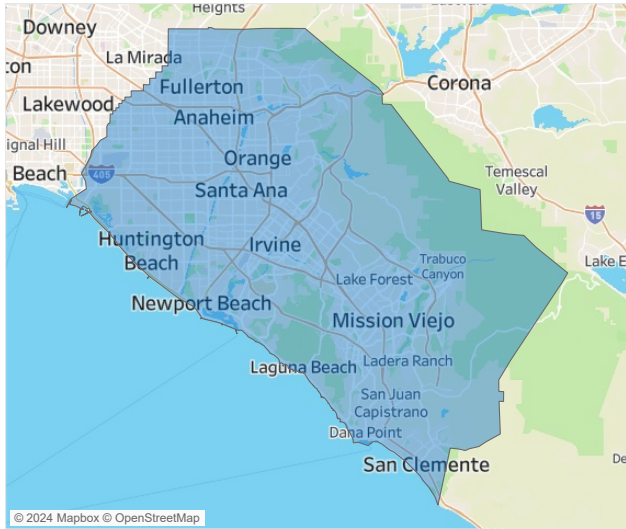 Heights
Downey
La Mirada
ton
Corona
Fullerton
Lakewood
Anaheim
ignal Hill
Orange
Beach
405
Temescal
Valley
Santa Ana
15
Huntington
Beach
Irvine
Trabuco
Canyon
Lake E
Lake Forest
Newport Beach
Mission Viejo
Laguna Beach
Ladera Ranch
San Juan
Capistrano
Dana Point
San Clemente
De
© 2024 Mapbox © OpenStreetMap